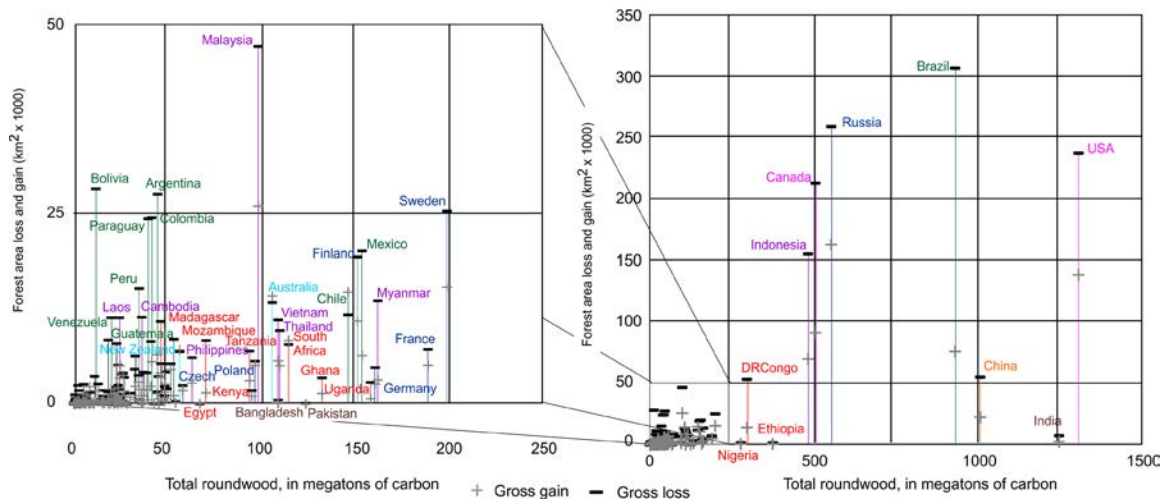 50
25
0
Forest area loss and gain (km² x 1000)
Malaysia
Bolivia
Argentina
Paraguay
Colombia
Sweden
Mexico
Finland
Peru
Australia
Chile
Myanmar
Laos
Cambodia
Madagascar
Vietnam
Venezuela
Guatemala
Mozambique
Thailand
Tanzania
South
Africa
New Zealand
Philippines
France
Czech
Poland
Ghana
Kenya
Uganda
Germany
Egypt
Bangladesh
Pakistan
0
50
100
150
200
250
Total roundwood, in megatons of carbon
350
300
250
200
150
100
50
0
Forest area loss and gain (km² x 1000)
Brazil
Russia
USA
Canada
Indonesia
DRCongo
China
Ethiopia
India
Nigeria
0
500
1000
1500
Total roundwood, in megatons of carbon
Gross gain
Gross loss